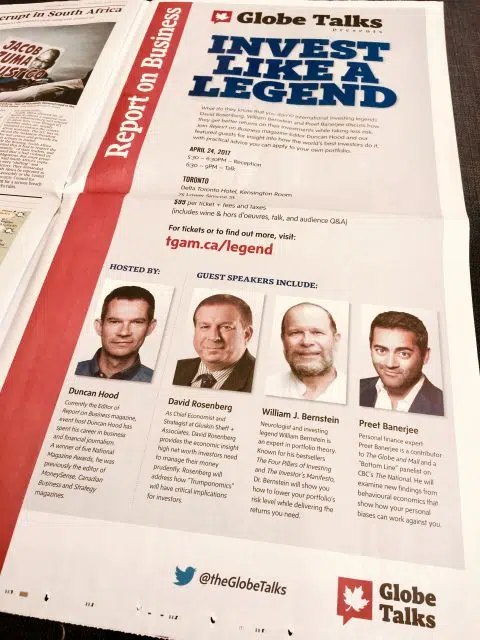 crupt in South Africa
JACOB
ZUMA
MUST GO
Report on Business
Globe Talks
presents
INVEST
LIKE A
LEGEND
What do they know that you don't? International investing legends
David Rosenberg, William Bernstein and Preet Banerjee discuss how
they get better returns on their investments while taking less risk.
Join Report on Business magazine Editor Duncan Hood and our
featured guests for insight into how the world's best investors do it,
with practical advice you can apply to your own portfolio.
APRIL 24, 2017
5:30 – 6:30PM – Reception
6:30 – 9PM – Talk
TORONTO
Delta Toronto Hotel, Kensington Room
75 Lower Simcoe St.
$99 per ticket + fees and taxes
(includes wine & hors d'oeuvres, talk, and audience Q&A)
For tickets or to find out more, visit:
tgam.ca/legend
HOSTED BY:
GUEST SPEAKERS INCLUDE:
Duncan Hood
Currently the Editor of
Report on Business magazine,
event host Duncan Hood has
spent his career in business
and financial journalism.
A winner of five National
Magazine Awards, he was
previously the editor of
MoneySense, Canadian
Business and Strategy
magazines.
David Rosenberg
As Chief Economist and
Strategist at Gluskin Sheff +
Associates, David Rosenberg
provides the economic insight
high net worth investors need
to manage their money
prudently. Rosenberg will
address how "Trumponomics"
will have critical implications
for investors.
William J. Bernstein
Neurologist and investing
legend William Bernstein is
an expert in portfolio theory.
Known for his bestsellers
The Four Pillars of Investing
and The Investor's Manifesto,
Dr. Bernstein will show you
how to lower your portfolio's
risk level while delivering the
returns you need.
Preet Banerjee
Personal finance expert
Preet Banerjee is a contributor
to The Globe and Mail and a
"Bottom Line" panelist on
CBC's The National. He will
examine new findings from
behavioural economics that
show how your personal
biases can work against you.
@theGlobeTalks
Globe
Talks